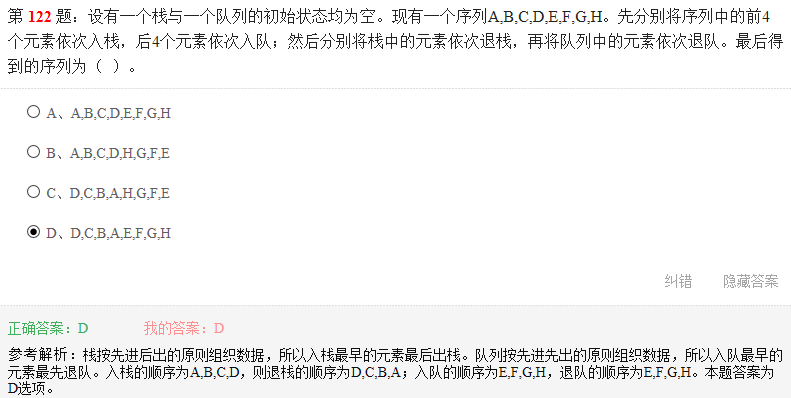 第 122 题：设有一个栈与一个队列的初始状态均为空。现有一个序列A,B,C,D,E,F,G,H。先分别将序列中的前4
个元素依次入栈，后4个元素依次入队；然后分别将栈中的元素依次退栈，再将队列中的元素依次退队。最后得
到的序列为（ ）。
A、A,B,C,D,E,F,G,H
B、A,B,C,D,H,G,F,E
C、D,C,B,A,H,G,F,E
D、D,C,B,A,E,F,G,H
纠错 隐藏答案
正确答案：D 我的答案：D
参考解析：栈按先进后出的原则组织数据，所以入栈最早的元素最后出栈。队列按先进先出的原则组织数据，所以入队最早的
元素最先退队。入栈的顺序为A,B,C,D，则退栈的顺序为D,C,B,A；入队的顺序为E,F,G,H，退队的顺序为E,F,G,H。本题答案为
D选项。